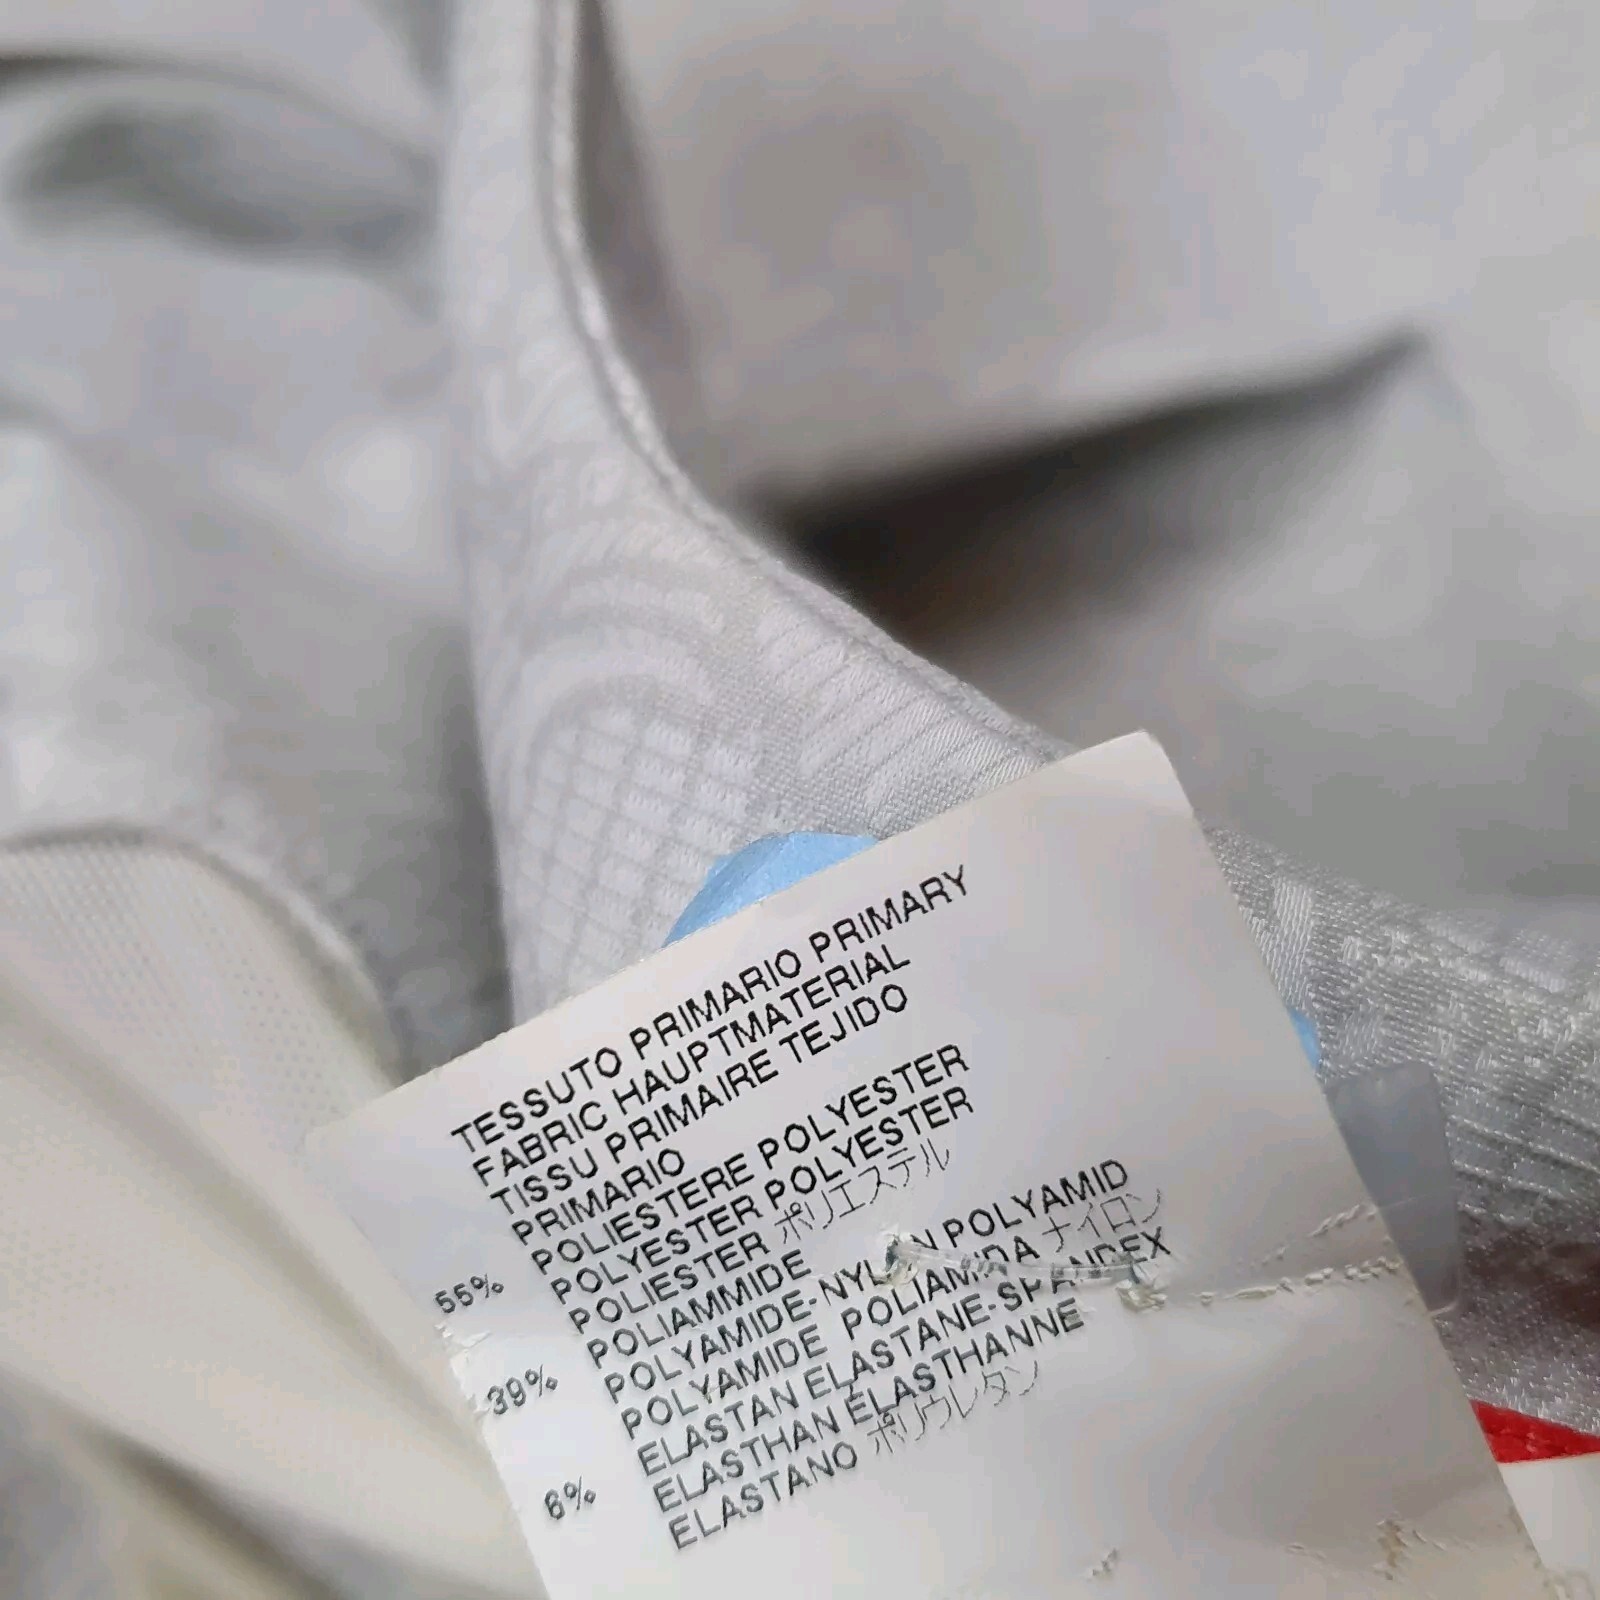 TESSUTO PRIMARIO PRIMARY
FABRIC HAUPTMATERIAL
TISSU PRIMAIRE TEJIDO
PRIMARIO
55% POLIESTERE POLYESTER
POLYESTER POLYESTER
POLIESTER ポリエステル
39% POLIAMMIDE
POLYAMIDE-NYLON POLYAMID
POLYAMIDE POLIAMIDA ナイロン
6% ELASTAN ELASTANE-SPANDEX
ELASTHAN ÉLASTHANNE
ELASTANO ポリウレタン